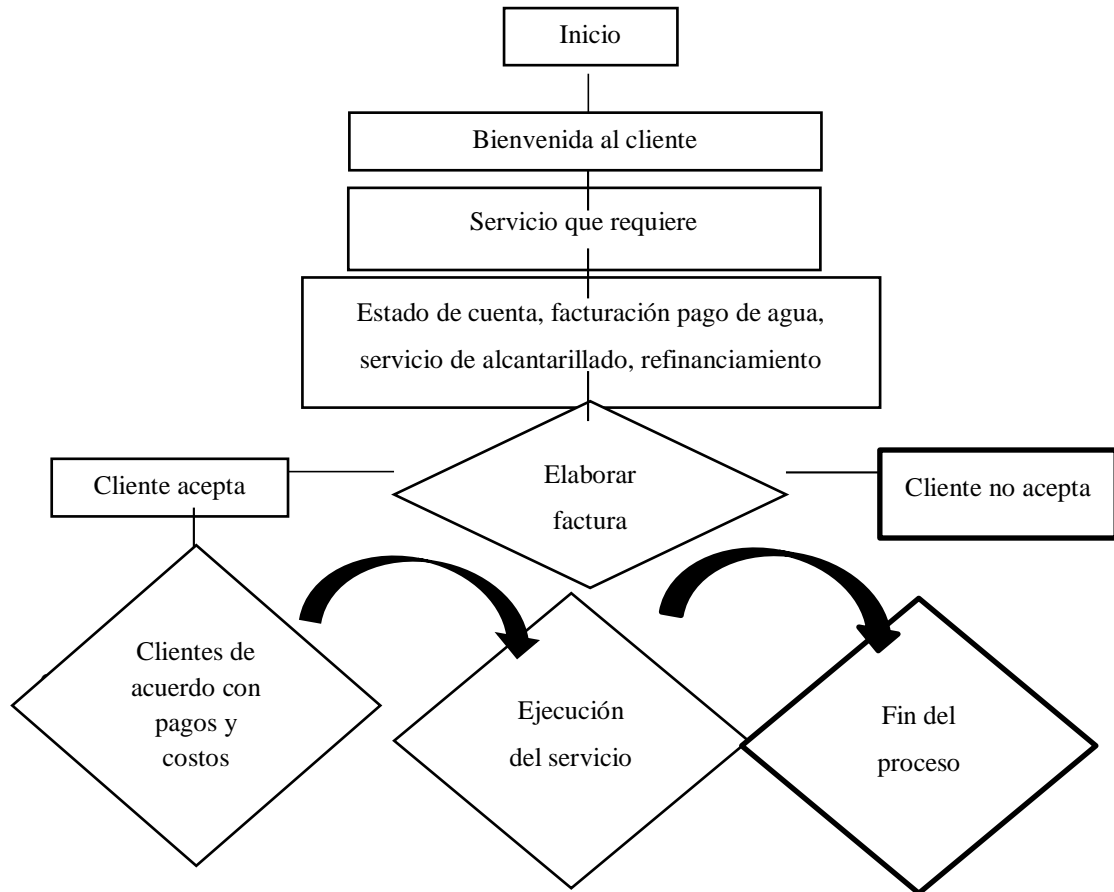 Inicio
Bienvenida al cliente
Servicio que requiere
Estado de cuenta, facturación pago de agua,
servicio de alcantarillado, refinanciamiento
Elaborar
factura
Cliente acepta
Cliente no acepta
Clientes de
acuerdo con
pagos y
costos
Ejecución
del servicio
Fin del
proceso